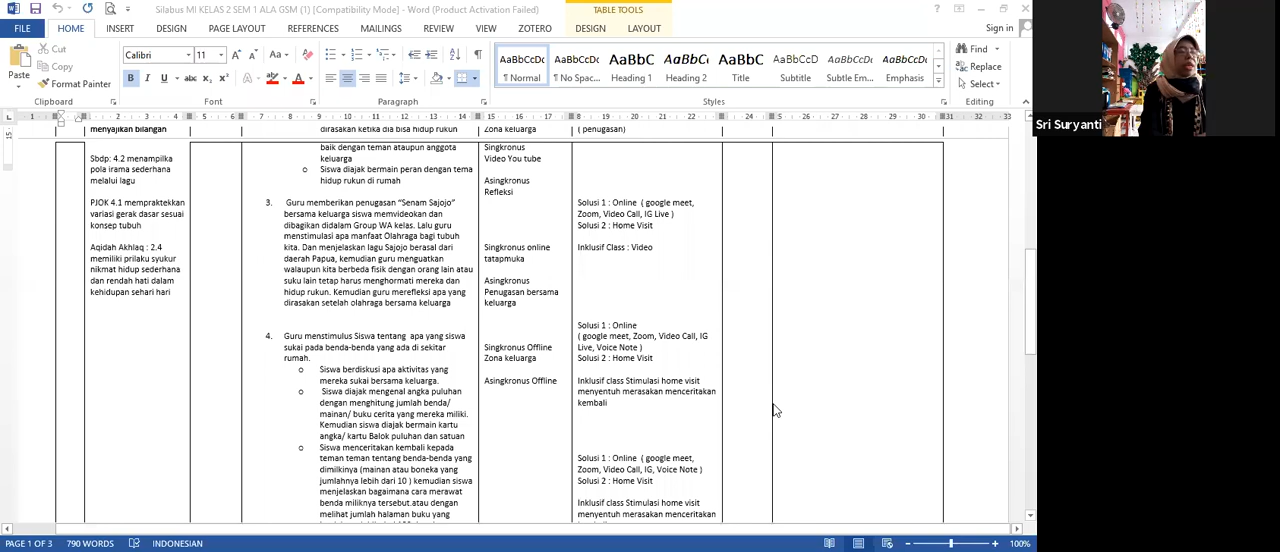 Silabus MI KELAS 2 SEM 1 ALA GSM (1) [Compatibility Mode] - Word (Product Activation Failed)
TABLE TOOLS
FILE HOME INSERT DESIGN PAGE LAYOUT REFERENCES MAILINGS REVIEW VIEW ZOTERO DESIGN LAYOUT Sign in
Paste
Cut
Copy
Format Painter
Calibri 11
AaBbCcDc AaBbCcDc AaBbC AaBbCc AaBbC AaBbCcD AaBbCcDc AaBbCcDc
¶ Normal ¶ No Spac... Heading 1 Heading 2 Title Subtitle Subtle Em... Emphasis
Find
Replace
Select
Clipboard Font Paragraph Styles Editing
menyajikan bilangan
Sbdp: 4.2 menampilka
pola irama sederhana
melalui lagu
PJOK 4.1 mempraktekkan
variasi gerak dasar sesuai
konsep tubuh
Aqidah Akhlaq : 2.4
memiliki prilaku syukur
nikmat hidup sederhana
dan rendah hati dalam
kehidupan sehari hari
dirasakan ketika dia bisa hidup rukun
baik dengan teman ataupun anggota
keluarga
o Siswa diajak bermain peran dengan tema
hidup rukun di rumah
3. Guru memberikan penugasan “Senam Sajojo”
bersama keluarga siswa memvideokan dan
dibagikan didalam Group WA kelas. Lalu guru
menstimulasi apa manfaat Olahraga bagi tubuh
kita. Dan menjelaskan lagu Sajojo berasal dari
daerah Papua, kemudian guru menguatkan
walaupun kita berbeda fisik dengan orang lain atau
suku lain tetap harus menghormati mereka dan
hidup rukun. Kemudian guru merefleksi apa yang
dirasakan setelah olahraga bersama keluarga
4. Guru menstimulus Siswa tentang apa yang siswa
sukai pada benda-benda yang ada di sekitar
rumah.
o Siswa berdiskusi apa aktivitas yang
mereka sukai bersama keluarga.
o Siswa diajak mengenal angka puluhan
dengan menghitung jumlah benda/
mainan/ buku cerita yang mereka miliki.
Kemudian siswa diajak bermain kartu
angka/ kartu Balok puluhan dan satuan
o Siswa menceritakan kembali kepada
teman teman tentang benda-benda yang
dimilkinya (mainan atau boneka yang
jumlahnya lebih dari 10 ) kemudian siswa
menjelaskan bagaimana cara merawat
benda miliknya tersebut.atau dengan
melihat jumlah halaman buku yang
Zona keluarga
Singkronus
Video You tube
Asingkronus
Refleksi
Singkronus online
tatapmuka
Asingkronus
Penugasan bersama
keluarga
Singkronus Offline
Zona keluarga
Asingkronus Offline
( penugasan)
Solusi 1 : Online ( google meet,
Zoom, Video Call, IG Live )
Solusi 2 : Home Visit
Inklusif Class : Video
Solusi 1 : Online
( google meet, Zoom, Video Call, IG
Live, Voice Note )
Solusi 2 : Home Visit
Inklusif class Stimulasi home visit
menyentuh merasakan menceritakan
kembali
Solusi 1 : Online ( google meet,
Zoom, Video Call, IG, Voice Note )
Solusi 2 : Home Visit
Inklusif class Stimulasi home visit
menyentuh merasakan menceritakan
PAGE 1 OF 3 790 WORDS INDONESIAN 100%
Sri Suryanti